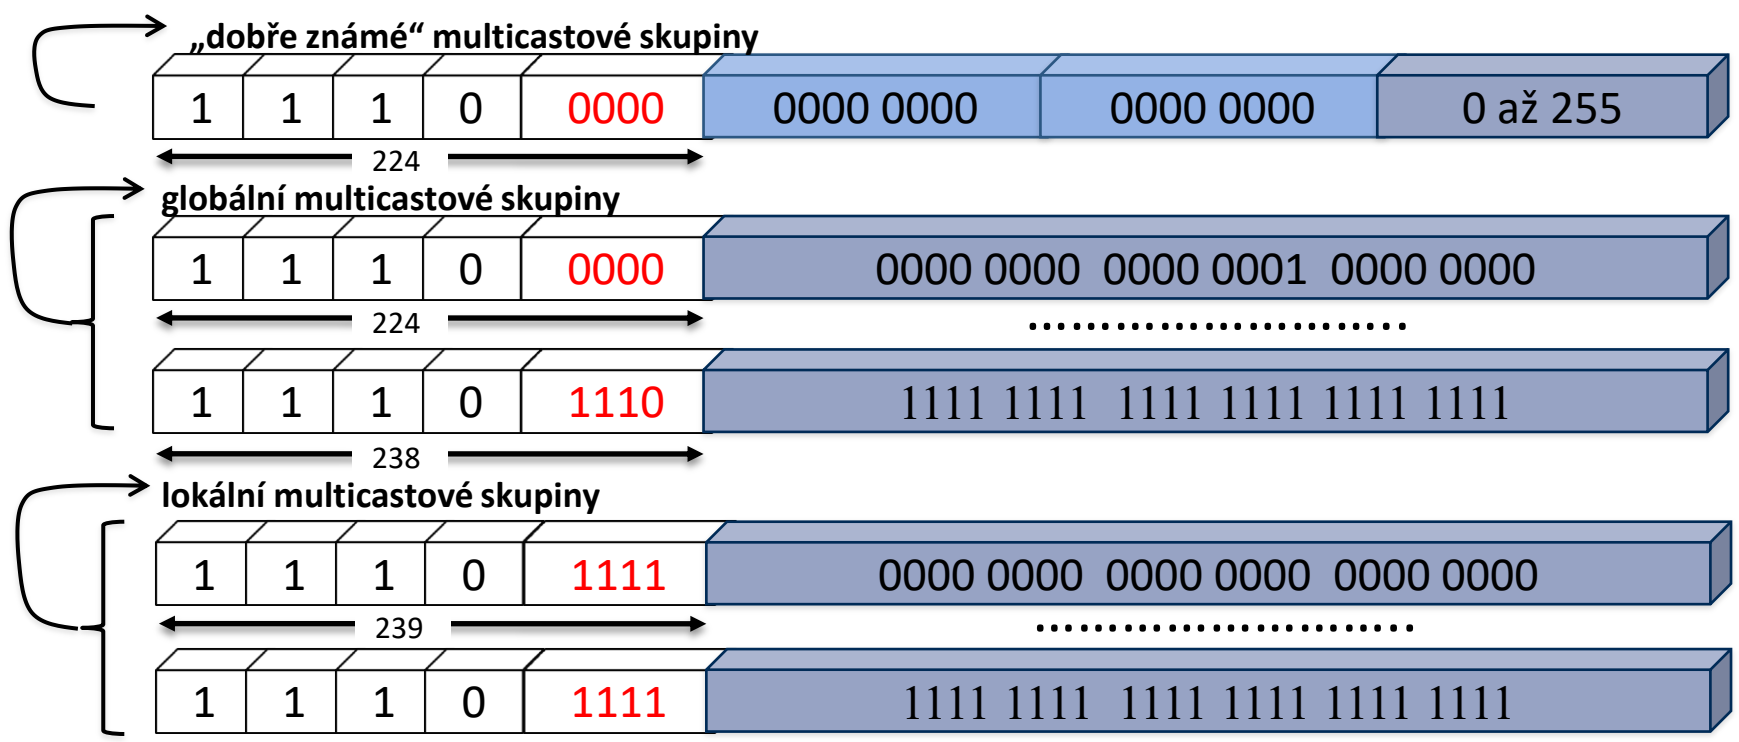 „dobře známé“ multicastové skupiny
1 1 1 0 0000 0000 0000 0000 0000 0 až 255
224
globální multicastové skupiny
1 1 1 0 0000 0000 0000 0000 0001 0000 0000
224 ..........................
1 1 1 0 1110 1111 1111 1111 1111 1111 1111
238
lokální multicastové skupiny
1 1 1 0 1111 0000 0000 0000 0000 0000 0000
239 ..........................
1 1 1 0 1111 1111 1111 1111 1111 1111 1111